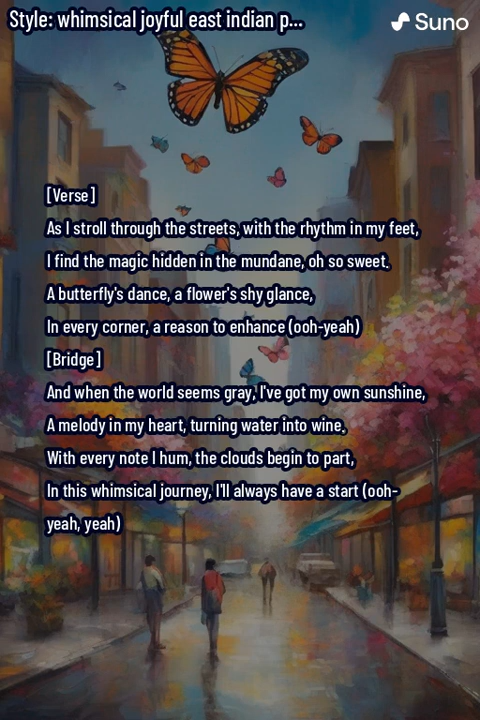 Style: whimsical joyful east indian p...
Suno
[Verse]
As I stroll through the streets, with the rhythm in my feet,
I find the magic hidden in the mundane, oh so sweet.
A butterfly's dance, a flower's shy glance,
In every corner, a reason to enhance (ooh-yeah)
[Bridge]
And when the world seems gray, I've got my own sunshine,
A melody in my heart, turning water into wine.
With every note I hum, the clouds begin to part,
In this whimsical journey, I'll always have a start (ooh-
yeah, yeah)